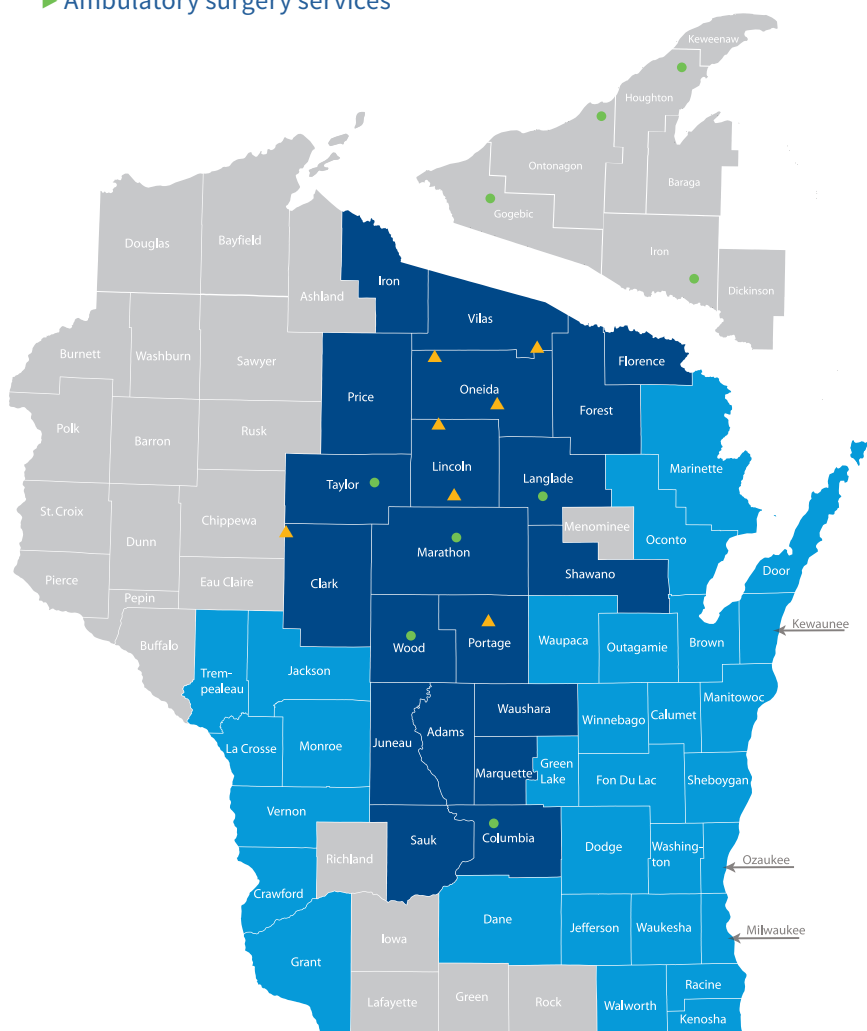 ▶ Ambulatory surgery services
Keweenaw
Houghton
Ontonagon
Baraga
Gogebic
Iron
Dickinson
Douglas
Bayfield
Ashland
Iron
Vilas
Burnett
Washburn
Sawyer
Florence
Price
Oneida
Forest
Polk
Barron
Rusk
Marinette
Taylor
Lincoln
Langlade
St. Croix
Chippewa
Menominee
Dunn
Oconto
Marathon
Pierce
Eau Claire
Clark
Shawano
Door
Pepin
Kewaunee
Buffalo
Wood
Portage
Waupaca
Outagamie
Brown
Trem-
pealeau
Jackson
Manitowoc
Waushara
Winnebago
Calumet
La Crosse
Monroe
Juneau
Adams
Marquette
Green
Lake
Fon Du Lac
Sheboygan
Vernon
Sauk
Columbia
Richland
Dodge
Washing-
ton
Ozaukee
Crawford
Dane
Jefferson
Waukesha
Milwaukee
Iowa
Grant
Racine
Lafayette
Green
Rock
Walworth
Kenosha